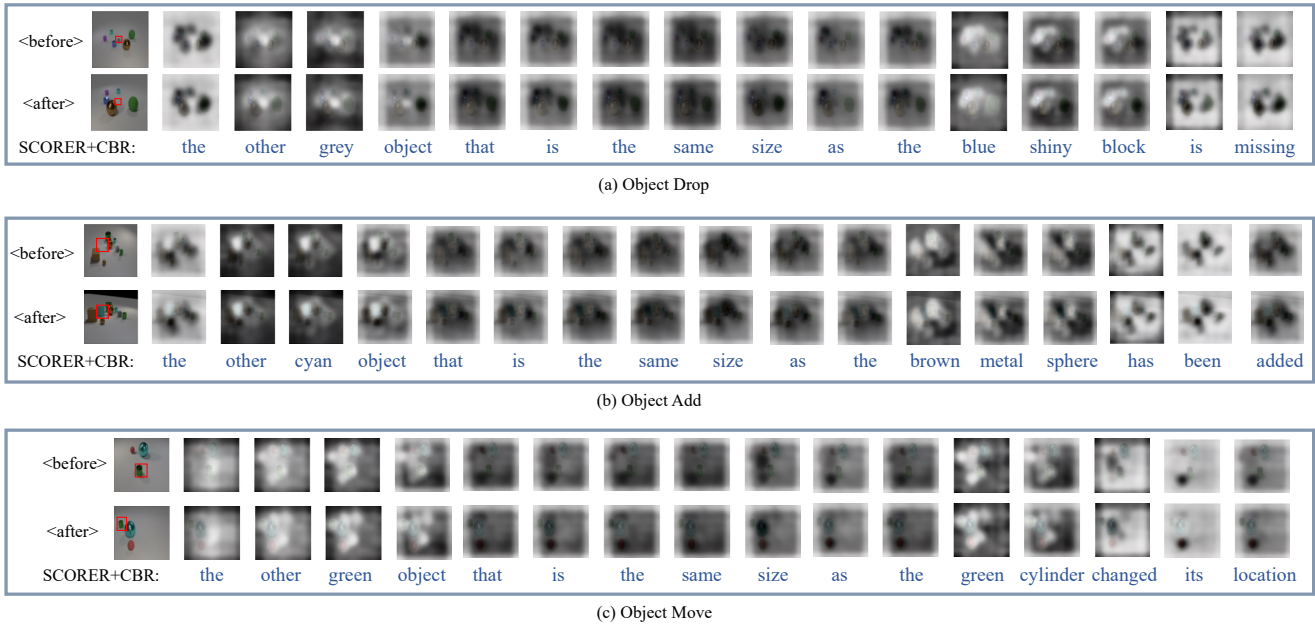 <before>
<after>
SCORER+CBR: the other grey object that is the same size as the blue shiny block is missing
(a) Object Drop
<before>
<after>
SCORER+CBR: the other cyan object that is the same size as the brown metal sphere has been added
(b) Object Add
<before>
<after>
SCORER+CBR: the other green object that is the same size as the green cylinder changed its location
(c) Object Move